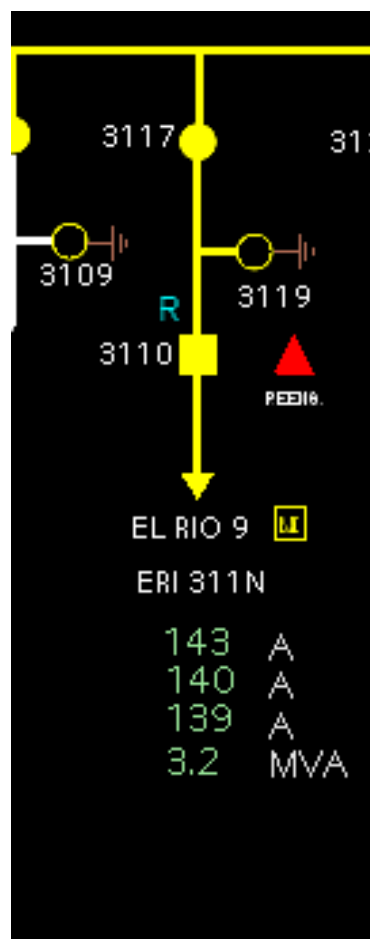 3117
3109
3119
R
3110
EL RIO 9
ERI 311N
143 A
140 A
139 A
3.2 MVA